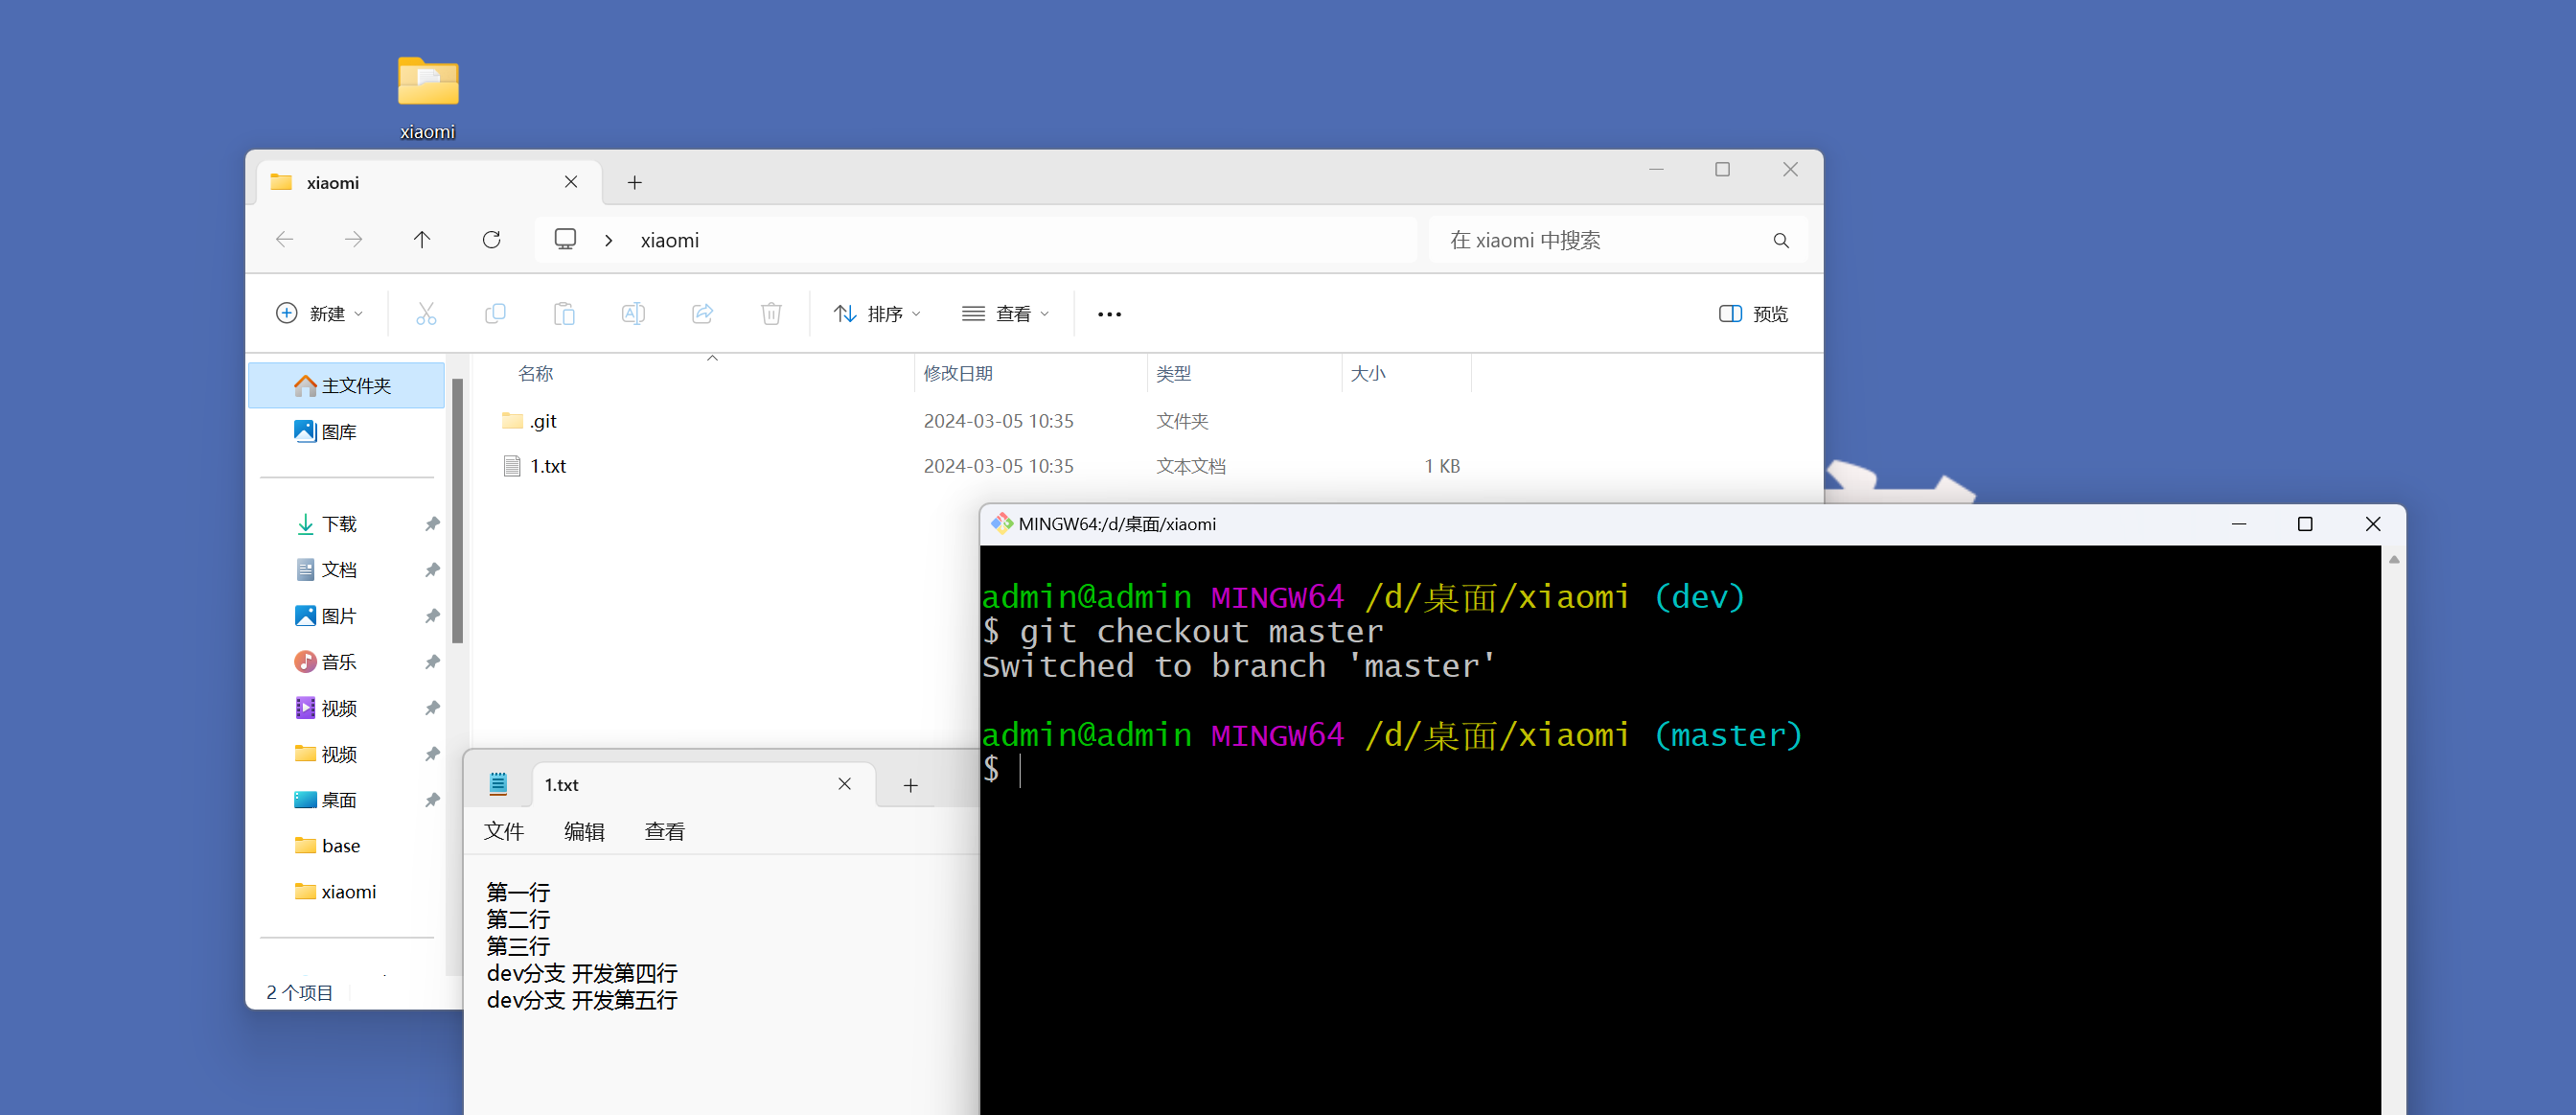 xiaomi
xiaomi
xiaomi
在 xiaomi 中搜索
新建
排序
查看
预览
主文件夹
图库
下载
文档
图片
音乐
视频
视频
桌面
base
xiaomi
2 个项目
名称 修改日期 类型 大小
.git 2024-03-05 10:35 文件夹
1.txt 2024-03-05 10:35 文本文档 1 KB
1.txt
文件 编辑 查看
第一行
第二行
第三行
dev分支 开发第四行
dev分支 开发第五行
MINGW64:/d/桌面/xiaomi
admin@admin MINGW64 /d/桌面/xiaomi (dev)
$ git checkout master
Switched to branch 'master'
admin@admin MINGW64 /d/桌面/xiaomi (master)
$